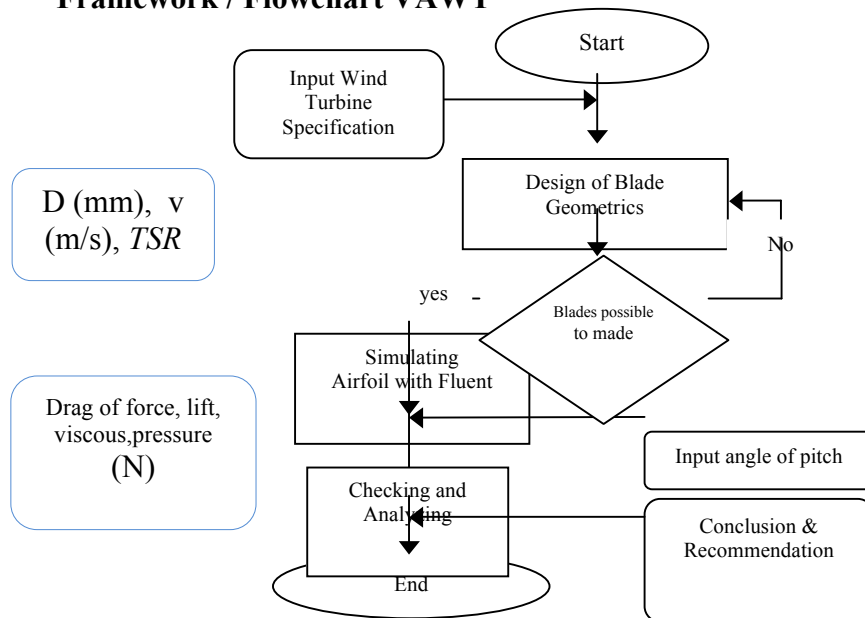 Framework / Flowchart VAWT
Start
Input Wind
Turbine
Specification
Design of Blade
Geometrics
D (mm), v
(m/s), TSR
No
yes
Blades possible
to made
Simulating
Airfoil with Fluent
Drag of force, lift,
viscous,pressure
(N)
Input angle of pitch
Checking and
Analyzing
Conclusion &
Recommendation
End